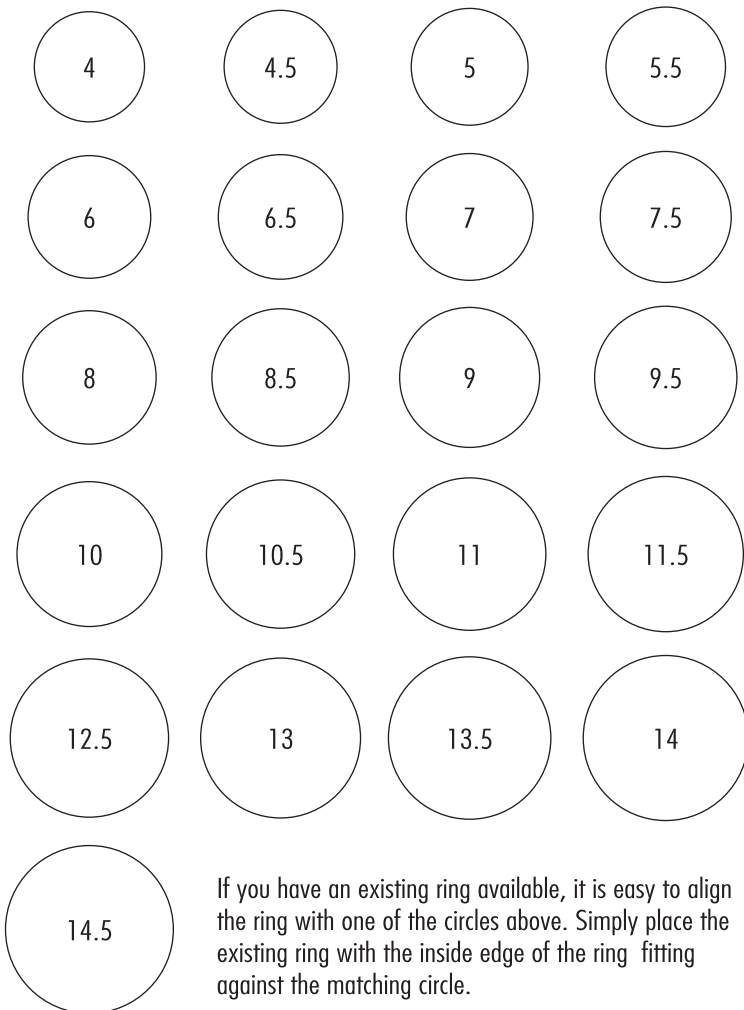 4 4.5 5 5.5
6 6.5 7 7.5
8 8.5 9 9.5
10 10.5 11 11.5
12.5 13 13.5 14
14.5
If you have an existing ring available, it is easy to align
the ring with one of the circles above. Simply place the
existing ring with the inside edge of the ring  fitting
against the matching circle.